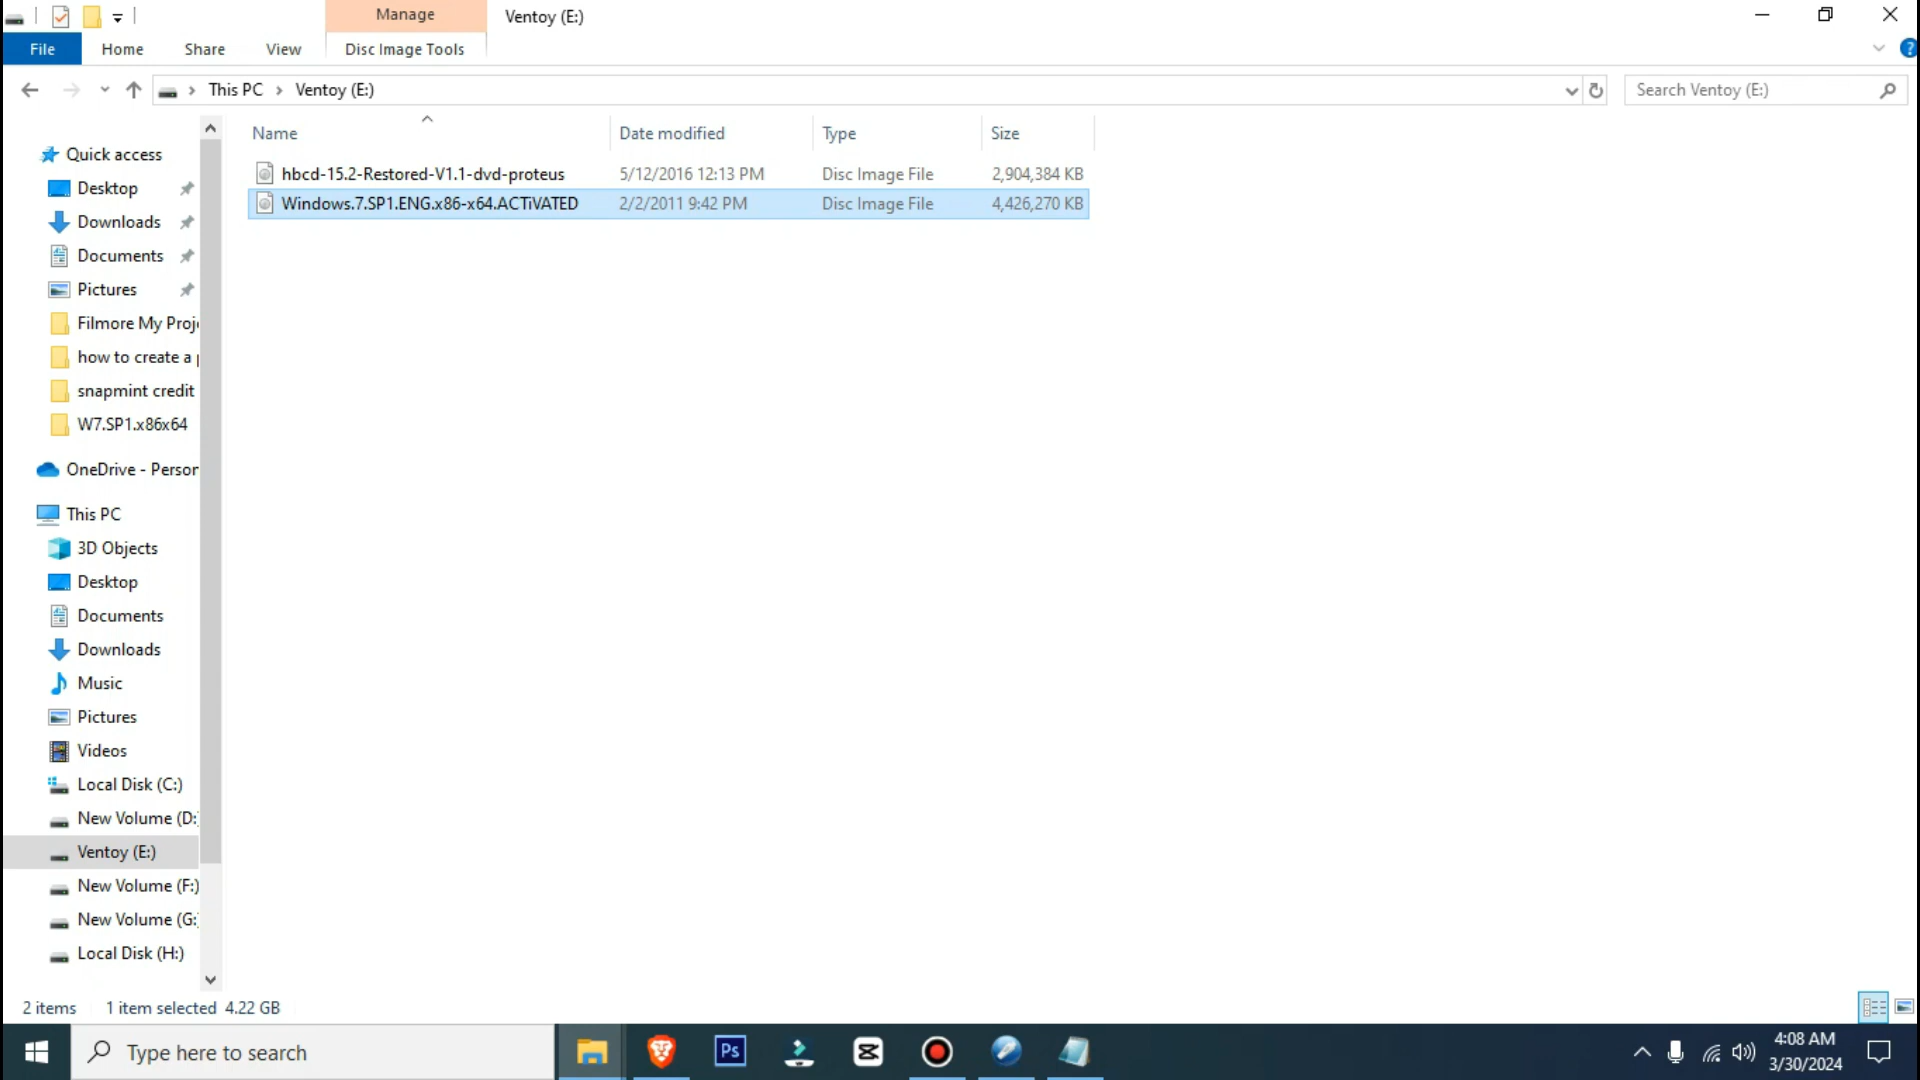 Manage
Ventoy (E:)
File
Home
Share
View
Disc Image Tools
?
This PC
Ventoy (E:)
Search Ventoy (E:)
Name
Date modified
Type
Size
hbcd-15.2-Restored-V1.1-dvd-proteus
5/12/2016 12:13 PM
Disc Image File
2,904,384 KB
Windows.7.SP1.ENG.x86-x64.ACTiVATED
2/2/2011 9:42 PM
Disc Image File
4,426,270 KB
Quick access
Desktop
Downloads
Documents
Pictures
Filmore My Proj
how to create a
snapmint credit
W7.SP1.x86x64
OneDrive - Person
This PC
3D Objects
Desktop
Documents
Downloads
Music
Pictures
Videos
Local Disk (C:)
New Volume (D:
Ventoy (E:)
New Volume (F:)
New Volume (G:
Local Disk (H:)
2 items
1 item selected 4.22 GB
Type here to search
Ps
4:08 AM
3/30/2024